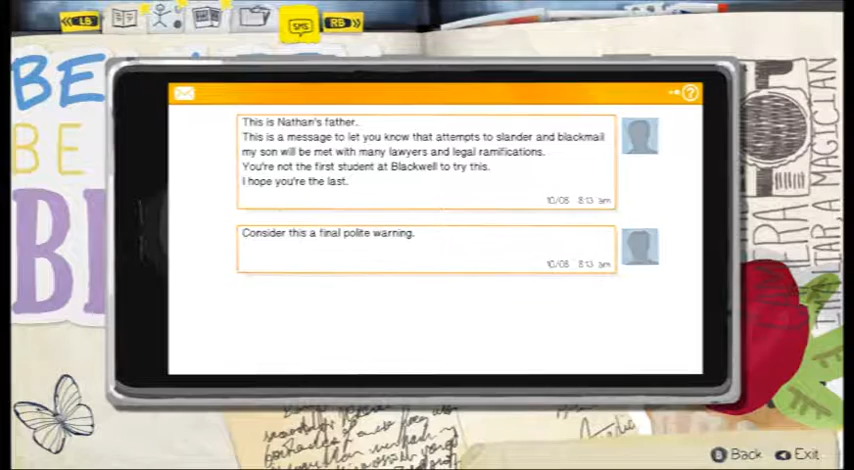 LB
SMS
RB
BE
BE
This is Nathan's father.
This is a message to let you know that attempts to slander and blackmail
my son will be met with many lawyers and legal ramifications.
You're not the first student at Blackwell to try this.
I hope you're the last.
10/08 8:13 am
Consider this a final polite warning.
10/08 8:13 am
I'M A LIAR, A MAGICIAN
Back
Exit